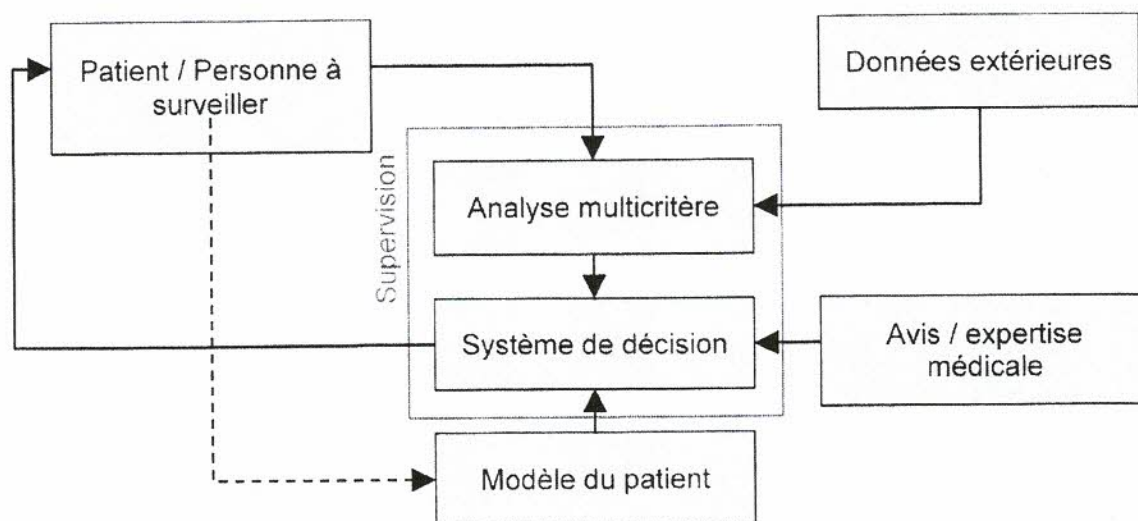 Patient / Personne à
surveiller
Données extérieures
Supervision
Analyse multicritère
Système de décision
Avis / expertise
médicale
Modèle du patient